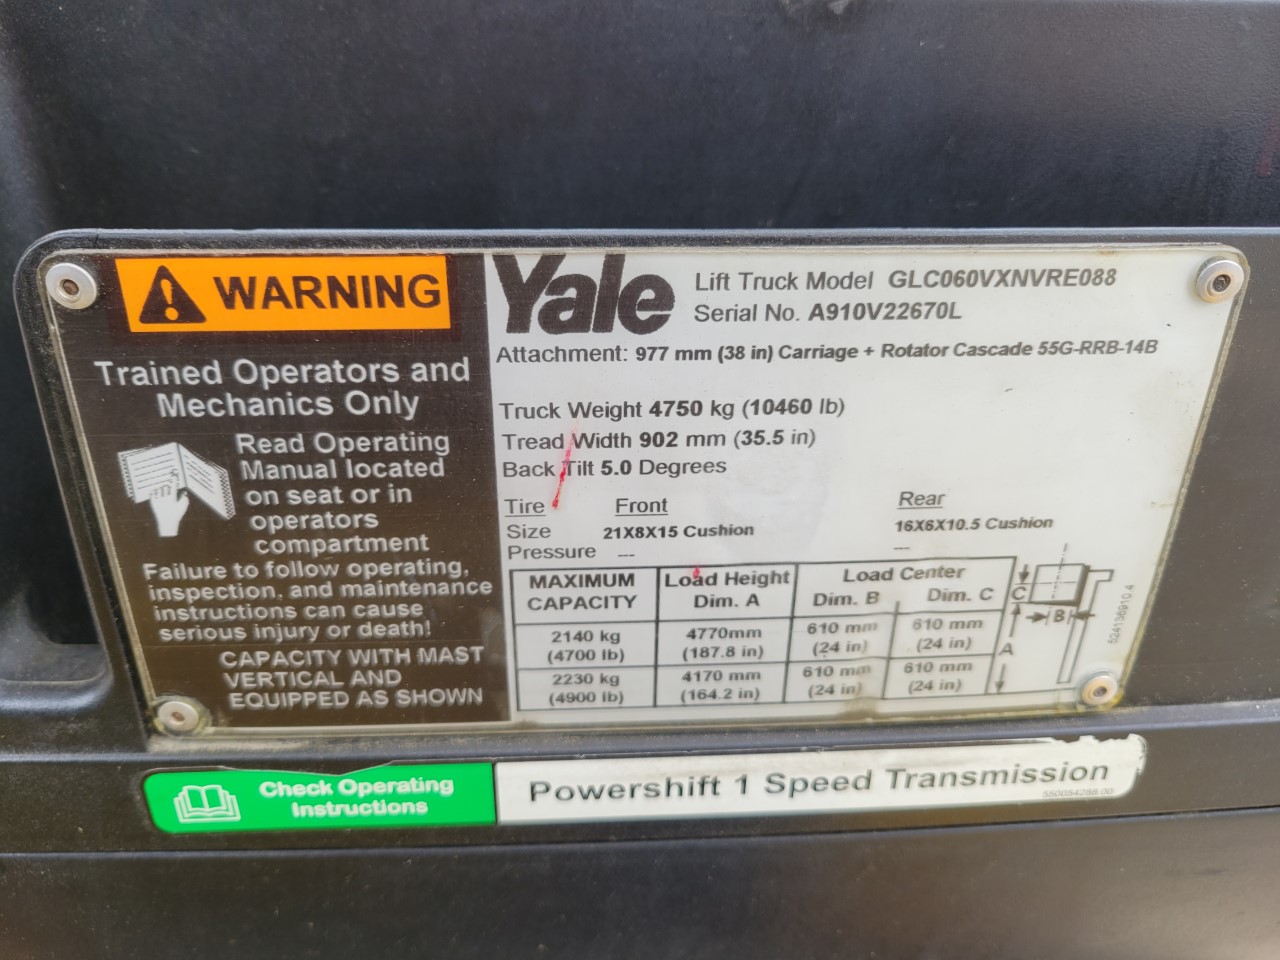 WARNING
Trained Operators and
Mechanics Only
Read Operating
Manual located
on seat or in
operators
compartment
Failure to follow operating,
inspection, and maintenance
instructions can cause
serious injury or death!
CAPACITY WITH MAST
VERTICAL AND
EQUIPPED AS SHOWN
Yale
Lift Truck Model GLC060VXNVRE088
Serial No. A910V22670L
Attachment: 977 mm (38 in) Carriage + Rotator Cascade 55G-RRB-14B
Truck Weight 4750 kg (10460 lb)
Tread Width 902 mm (35.5 in)
Back Tilt 5.0 Degrees
Tire Front Rear
Size 21X8X15 Cushion 16X6X10.5 Cushion
Pressure --- ---
MAXIMUM Load Height Load Center
CAPACITY Dim. A Dim. B Dim. C
2140 kg 4770mm 610 mm 610 mm
(4700 lb) (187.8 in) (24 in) (24 in)
2230 kg 4170 mm 610 mm 610 mm
(4900 lb) (164.2 in) (24 in) (24 in)
C
B
A
524136910 4
Check Operating
Instructions
Powershift 1 Speed Transmission
550054288 00